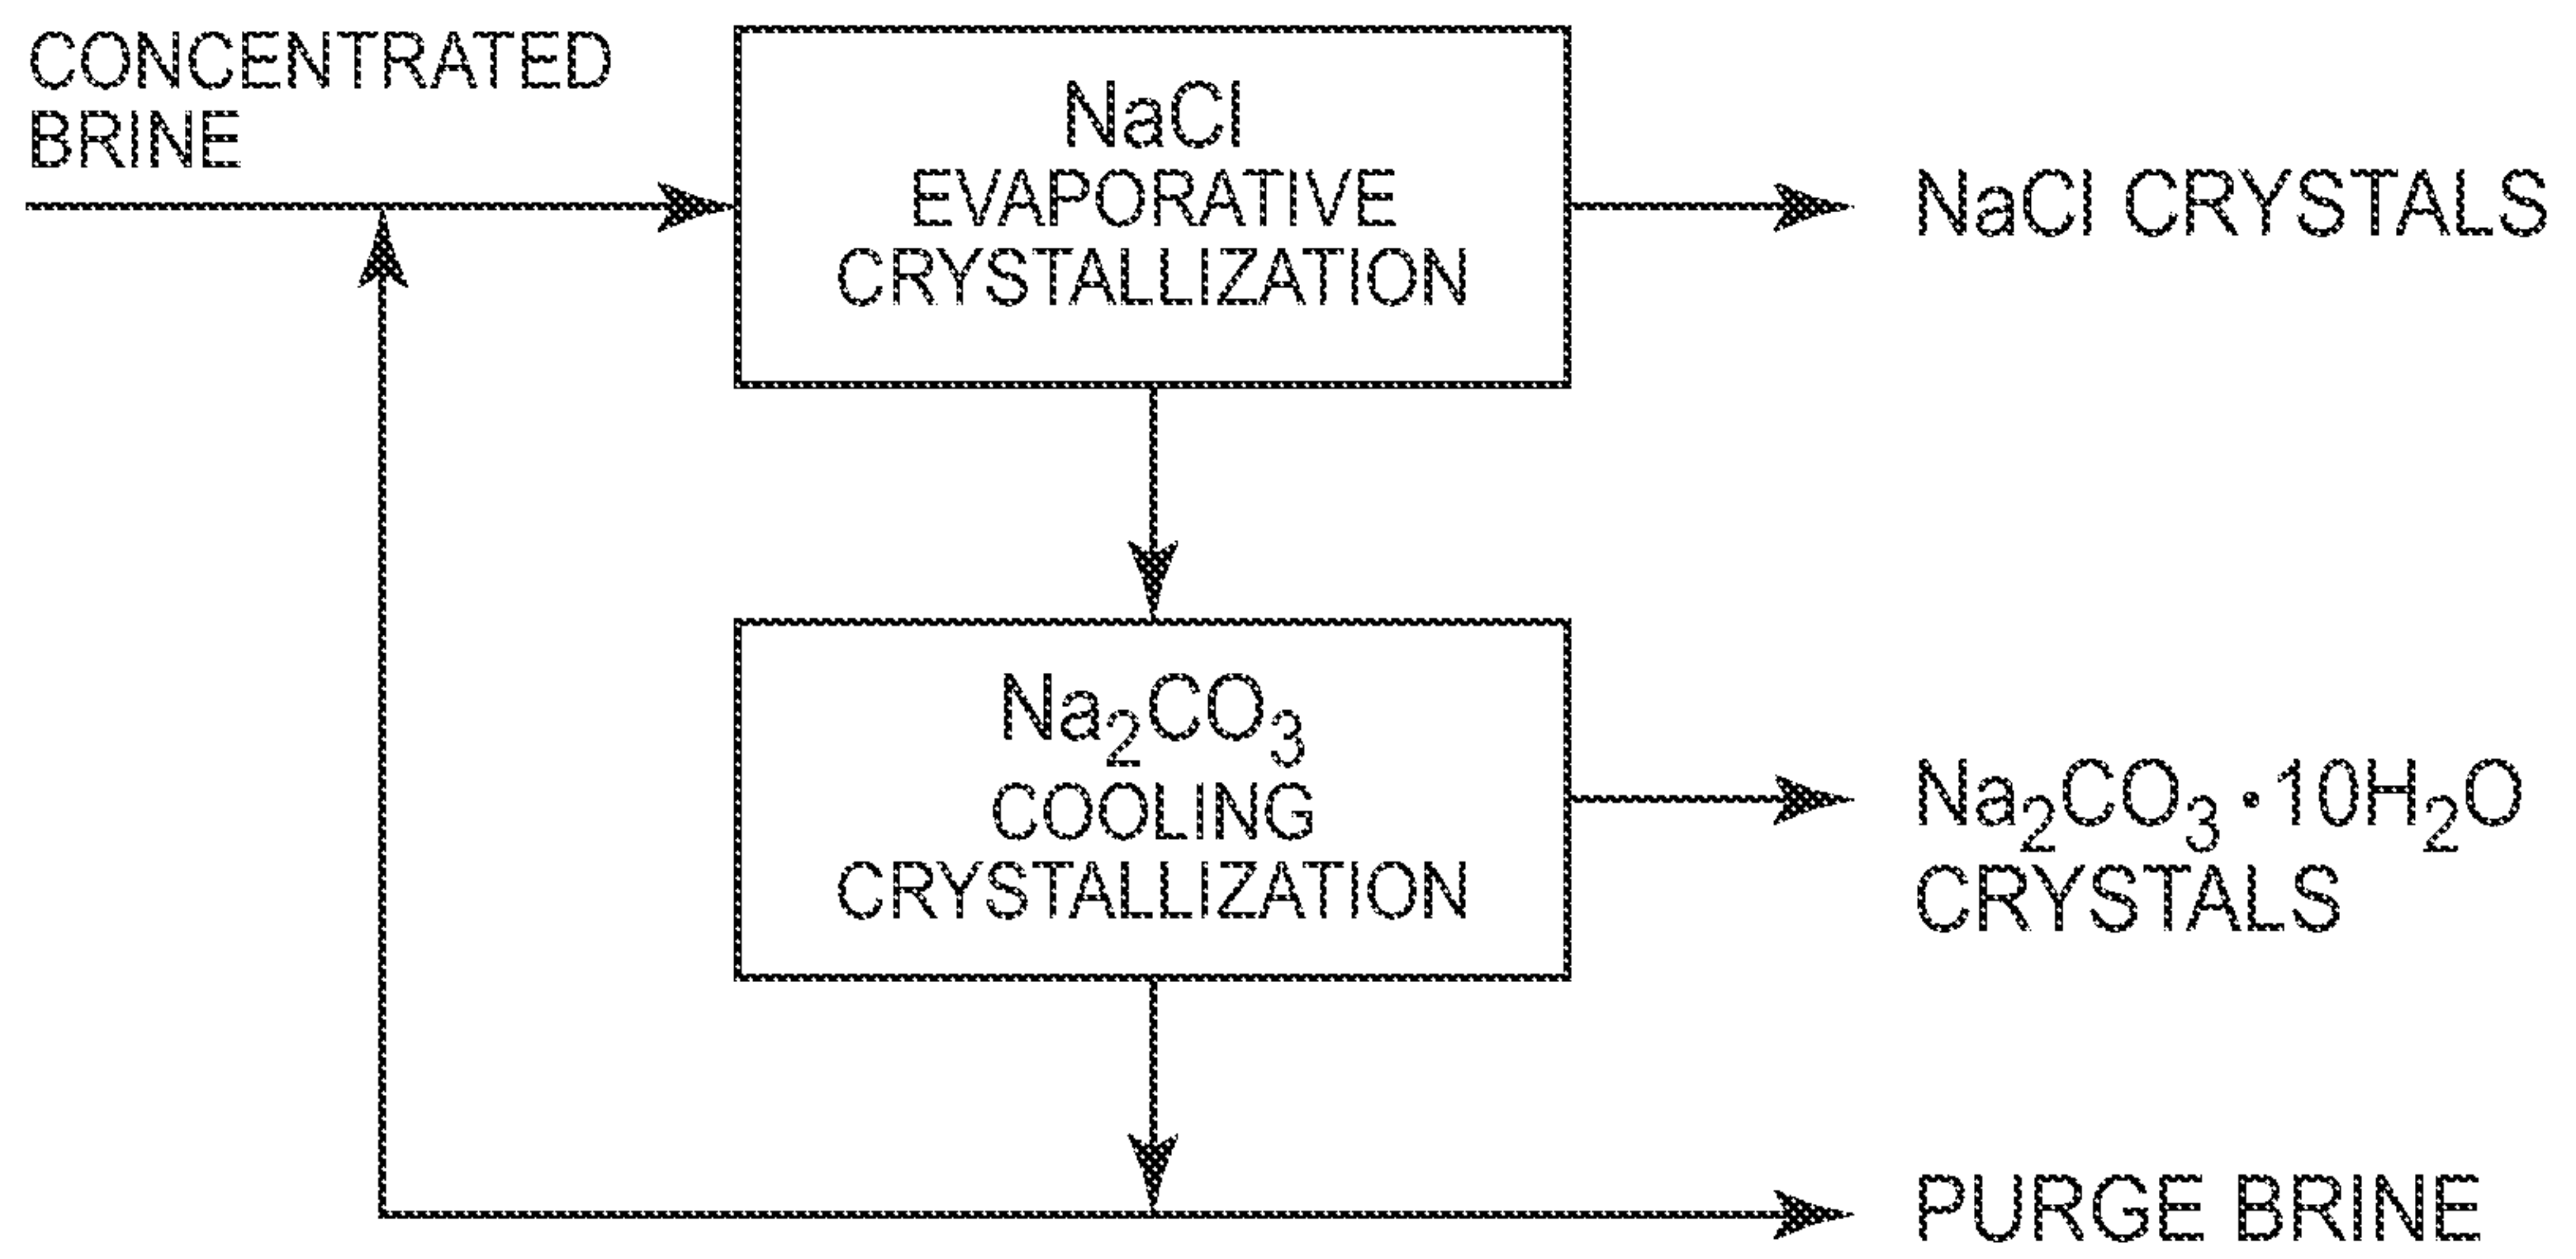 CONCENTRATED
BRINE
NaCl
EVAPORATIVE
CRYSTALLIZATION
NaCl CRYSTALS
Na₂CO₃
COOLING
CRYSTALLIZATION
Na₂CO₃ · 10H₂O
CRYSTALS
PURGE BRINE